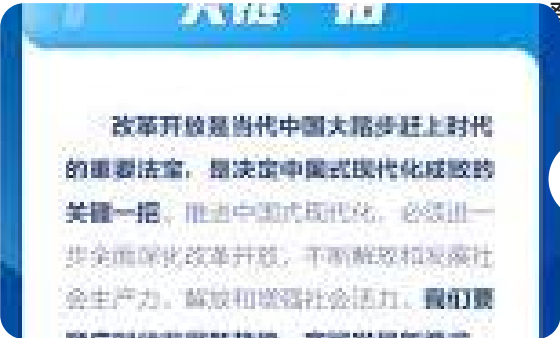 改革开放是当代中国大踏步赶上时代
的重要法宝，是决定中国式现代化成败的
关键一招。推进中国式现代化，必须进一
步全面深化改革开放，不断解放和发展社
会生产力、解放和增强社会活力。我们要